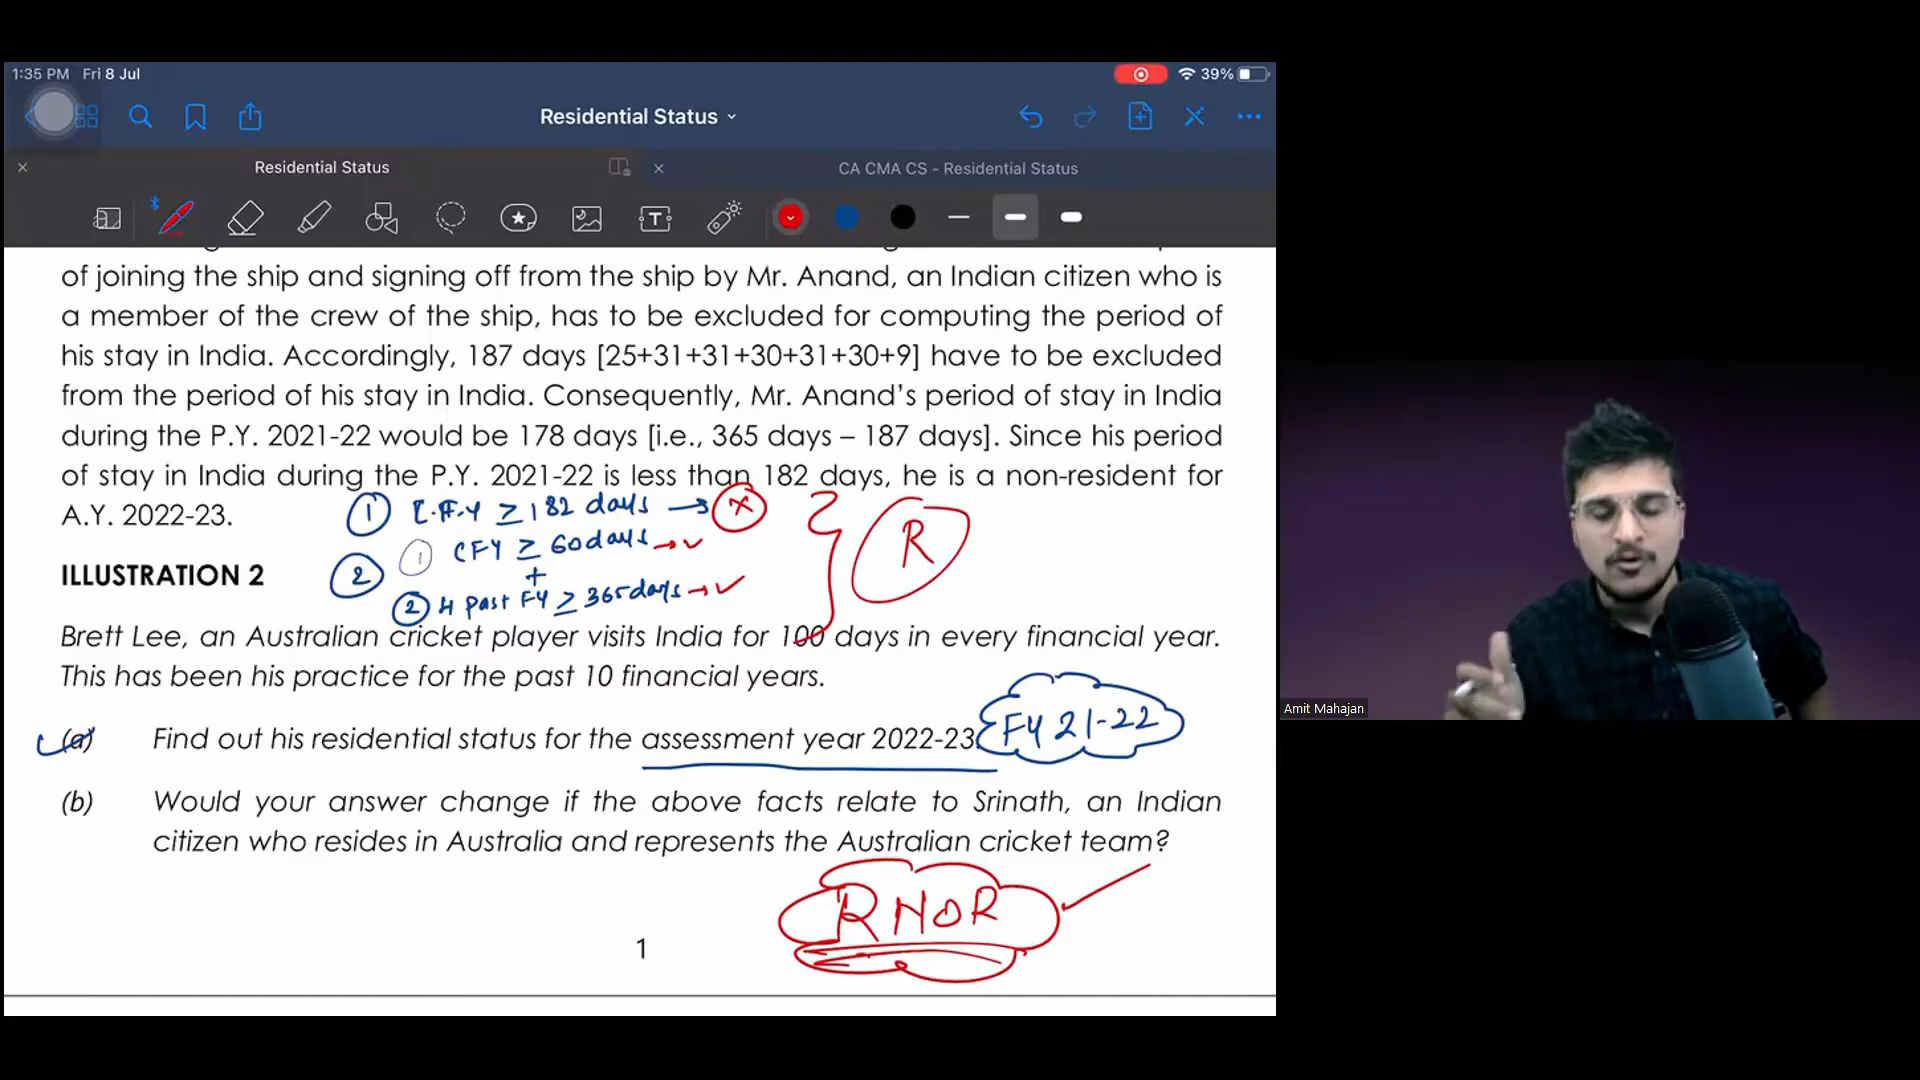 1:35 PM Fri 8 Jul
39%
Residential Status
Residential Status
CA CMA CS - Residential Status
of joining the ship and signing off from the ship by Mr. Anand, an Indian citizen who is
a member of the crew of the ship, has to be excluded for computing the period of
his stay in India. Accordingly, 187 days [25+31+31+30+31+30+9] have to be excluded
from the period of his stay in India. Consequently, Mr. Anand’s period of stay in India
during the P.Y. 2021-22 would be 178 days [i.e., 365 days – 187 days]. Since his period
of stay in India during the P.Y. 2021-22 is less than 182 days, he is a non-resident for
A.Y. 2022-23.
1 ≥ 182 days → x
1 CFY ≥ 60 days → ✓
R
ILLUSTRATION 2
2
+
2 4 past FY ≥ 365 days → ✓
Brett Lee, an Australian cricket player visits India for 100 days in every financial year.
This has been his practice for the past 10 financial years.
FY 21-22
(a) Find out his residential status for the assessment year 2022-23.
(b) Would your answer change if the above facts relate to Srinath, an Indian
citizen who resides in Australia and represents the Australian cricket team?
RNOR
1
Amit Mahajan